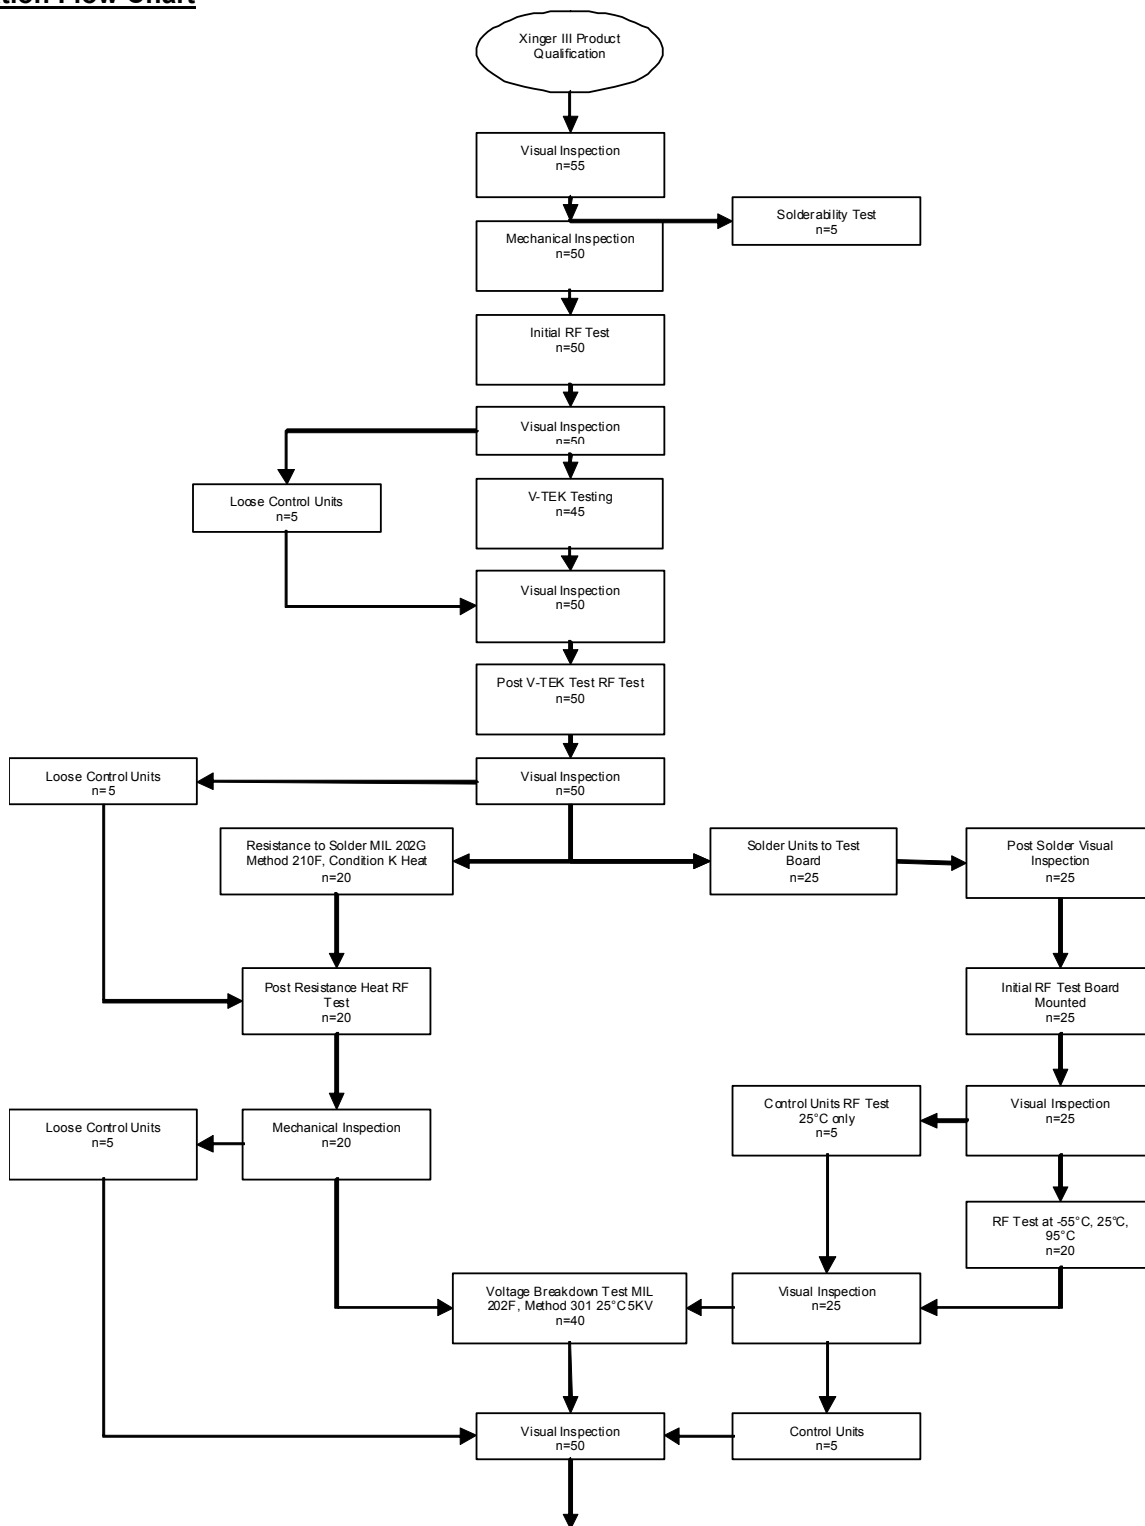 Xinger III Product
Qualification
Visual Inspection
n=55
Solderability Test
n=5
Mechanical Inspection
n=50
Initial RF Test
n=50
Visual Inspection
n=50
Loose Control Units
n=5
V-TEK Testing
n=45
Visual Inspection
n=50
Post V-TEK Test RF Test
n=50
Loose Control Units
n=5
Visual Inspection
n=50
Resistance to Solder MIL 202G
Method 210F, Condition K Heat
n=20
Solder Units to Test
Board
n=25
Post Solder Visual
Inspection
n=25
Post Resistance Heat RF
Test
n=20
Initial RF Test Board
Mounted
n=25
Loose Control Units
n=5
Mechanical Inspection
n=20
Control Units RF Test
25°C only
n=5
Visual Inspection
n=25
RF Test at -55°C, 25°C,
95°C
n=20
Voltage Breakdown Test MIL
202F, Method 301 25°C 5KV
n=40
Visual Inspection
n=25
Visual Inspection
n=50
Control Units
n=5